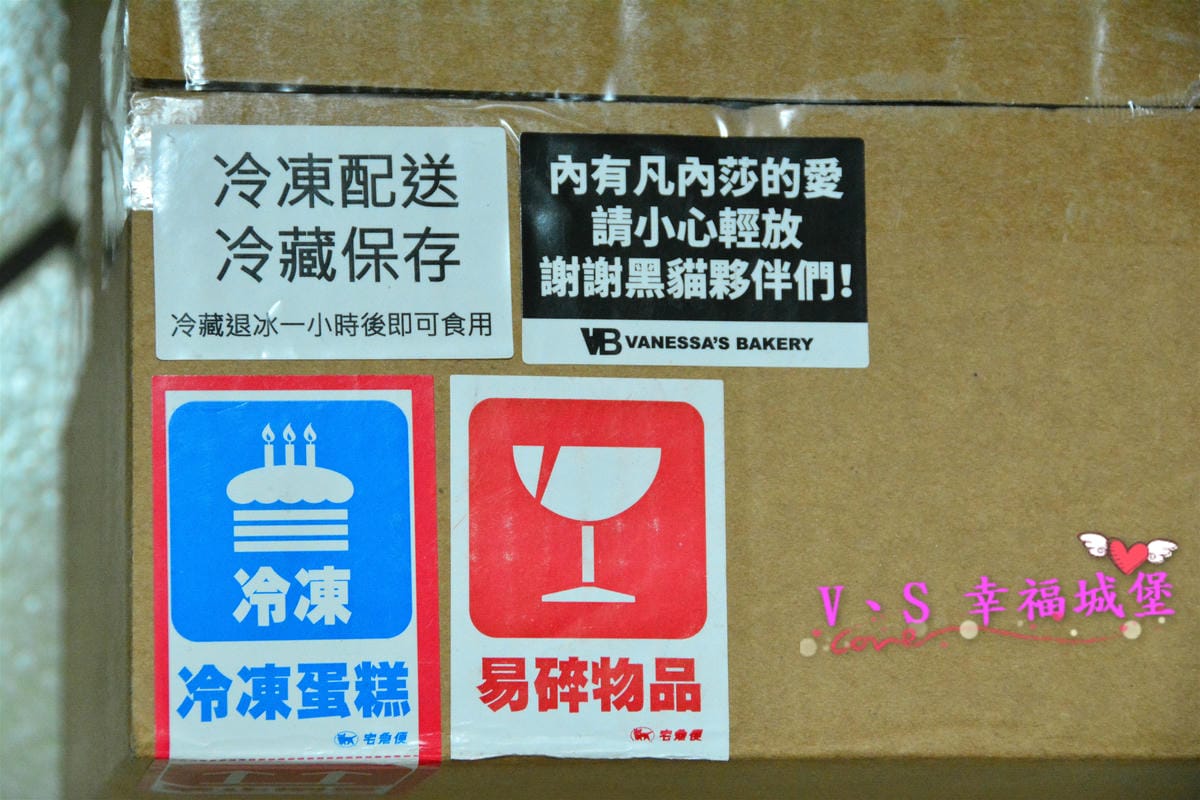 冷凍配送
冷藏保存
冷藏退冰一小時後即可食用
內有凡內莎的愛
請小心輕放
謝謝黑貓夥伴們!
VB VANESSA'S BAKERY
冷凍
冷凍蛋糕
宅急便
易碎物品
宅急便
V、S 幸福城堡